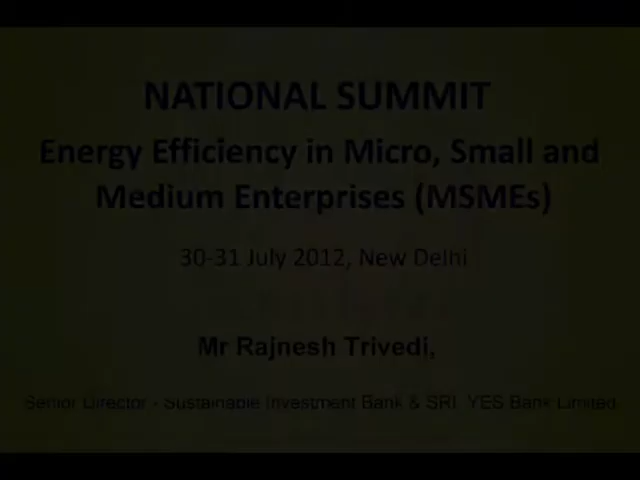 NATIONAL SUMMIT
Energy Efficiency in Micro, Small and
Medium Enterprises (MSMEs)
30-31 July 2012, New Delhi
Mr Rajnesh Trivedi,
Senior Director - Sustainable Investment Bank & SRI, YES Bank Limited